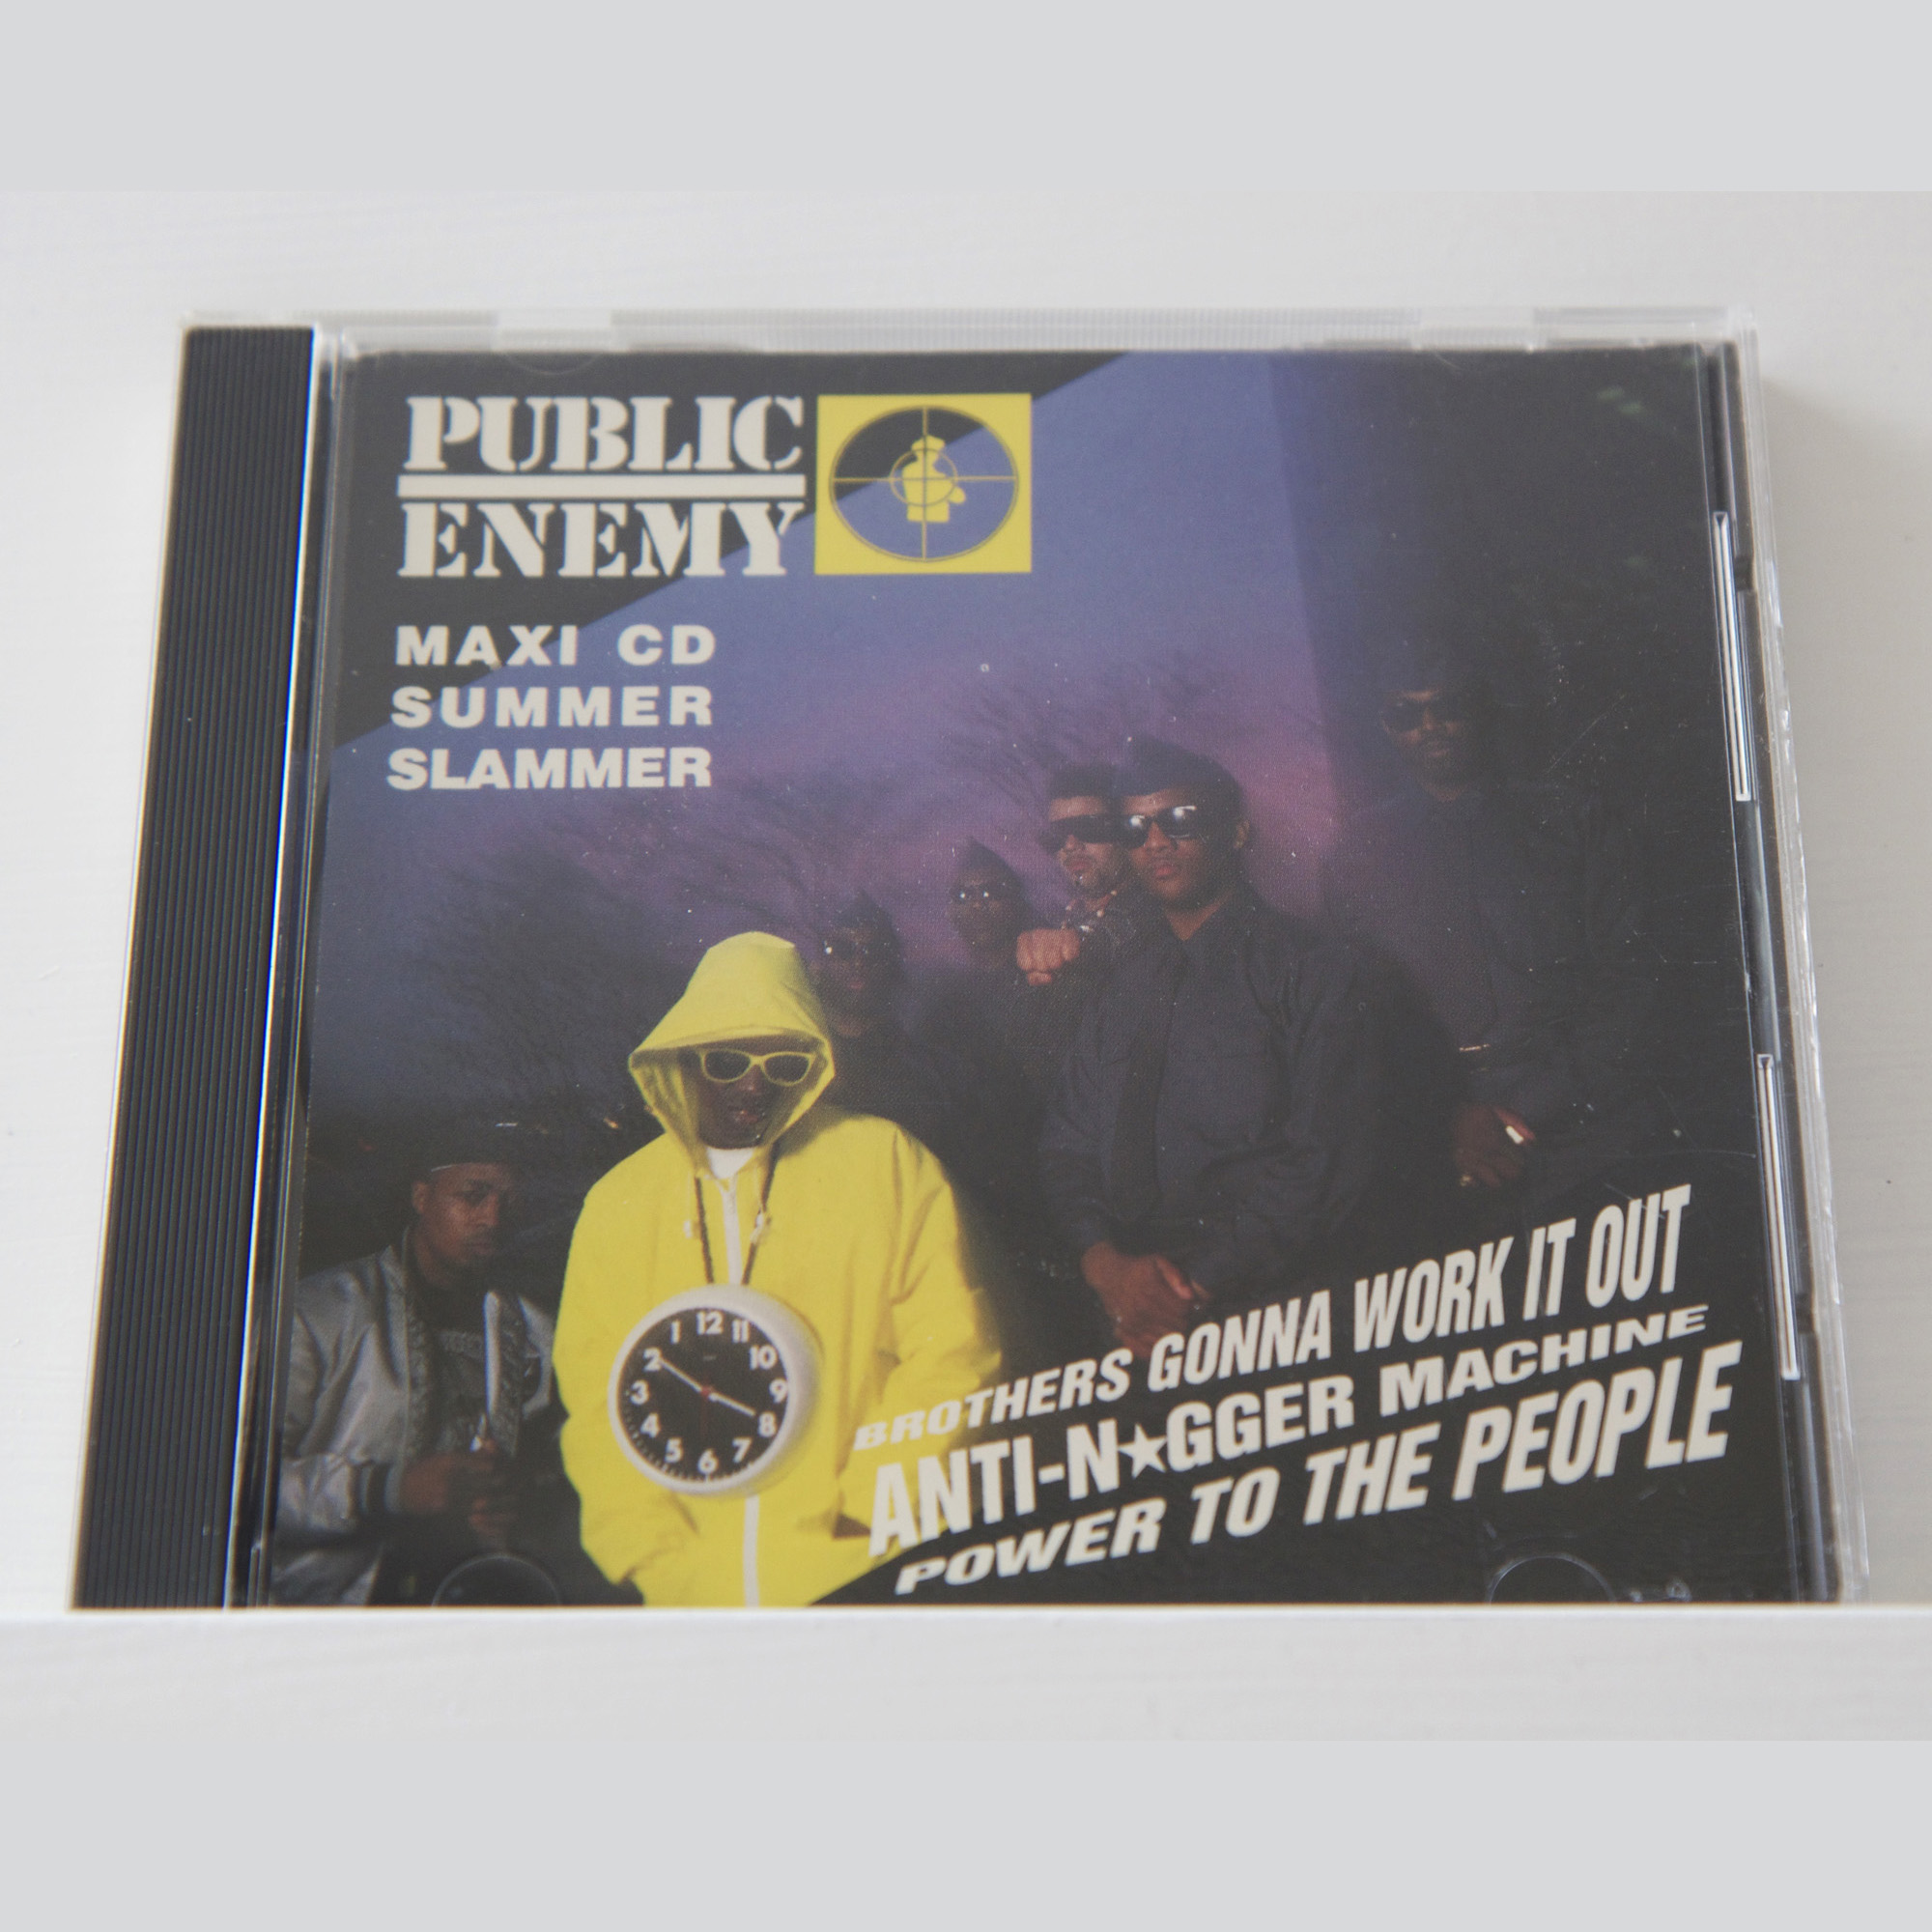 PUBLIC
ENEMY
MAXI CD
SUMMER
SLAMMER
12
1 11
2 10
3 9
4 8
5 7
6
BROTHERS GONNA WORK IT OUT
ANTI-N★GGER MACHINE
POWER TO THE PEOPLE